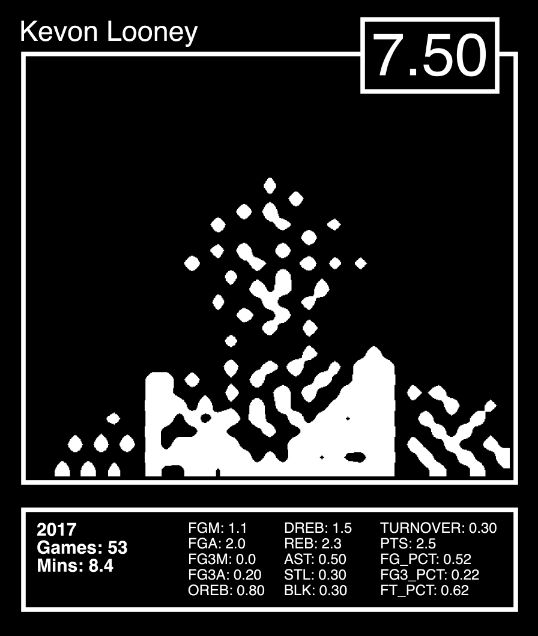 Kevon Looney
7.50
2017
Games: 53
Mins: 8.4
FGM: 1.1
FGA: 2.0
FG3M: 0.0
FG3A: 0.20
OREB: 0.80
DREB: 1.5
REB: 2.3
AST: 0.50
STL: 0.30
BLK: 0.30
TURNOVER: 0.30
PTS: 2.5
FG_PCT: 0.52
FG3_PCT: 0.22
FT_PCT: 0.62